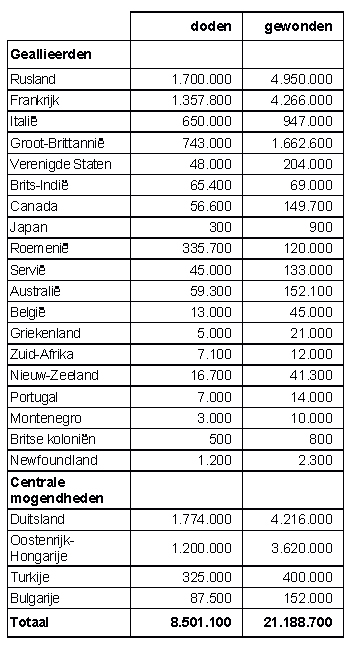 doden gewonden
Geallieerden
Rusland 1.700.000 4.950.000
Frankrijk 1.357.800 4.266.000
Italië 650.000 947.000
Groot-Brittannië 743.000 1.662.600
Verenigde Staten 48.000 204.000
Brits-Indië 65.400 69.000
Canada 56.600 149.700
Japan 300 900
Roemenië 335.700 120.000
Servië 45.000 133.000
Australië 59.300 152.100
België 13.000 45.000
Griekenland 5.000 21.000
Zuid-Afrika 7.100 12.000
Nieuw-Zeeland 16.700 41.300
Portugal 7.000 14.000
Montenegro 3.000 10.000
Britse koloniën 500 800
Newfoundland 1.200 2.300
Centrale
mogendheden
Duitsland 1.774.000 4.216.000
Oostenrijk-
Hongarije 1.200.000 3.620.000
Turkije 325.000 400.000
Bulgarije 87.500 152.000
Totaal 8.501.100 21.188.700